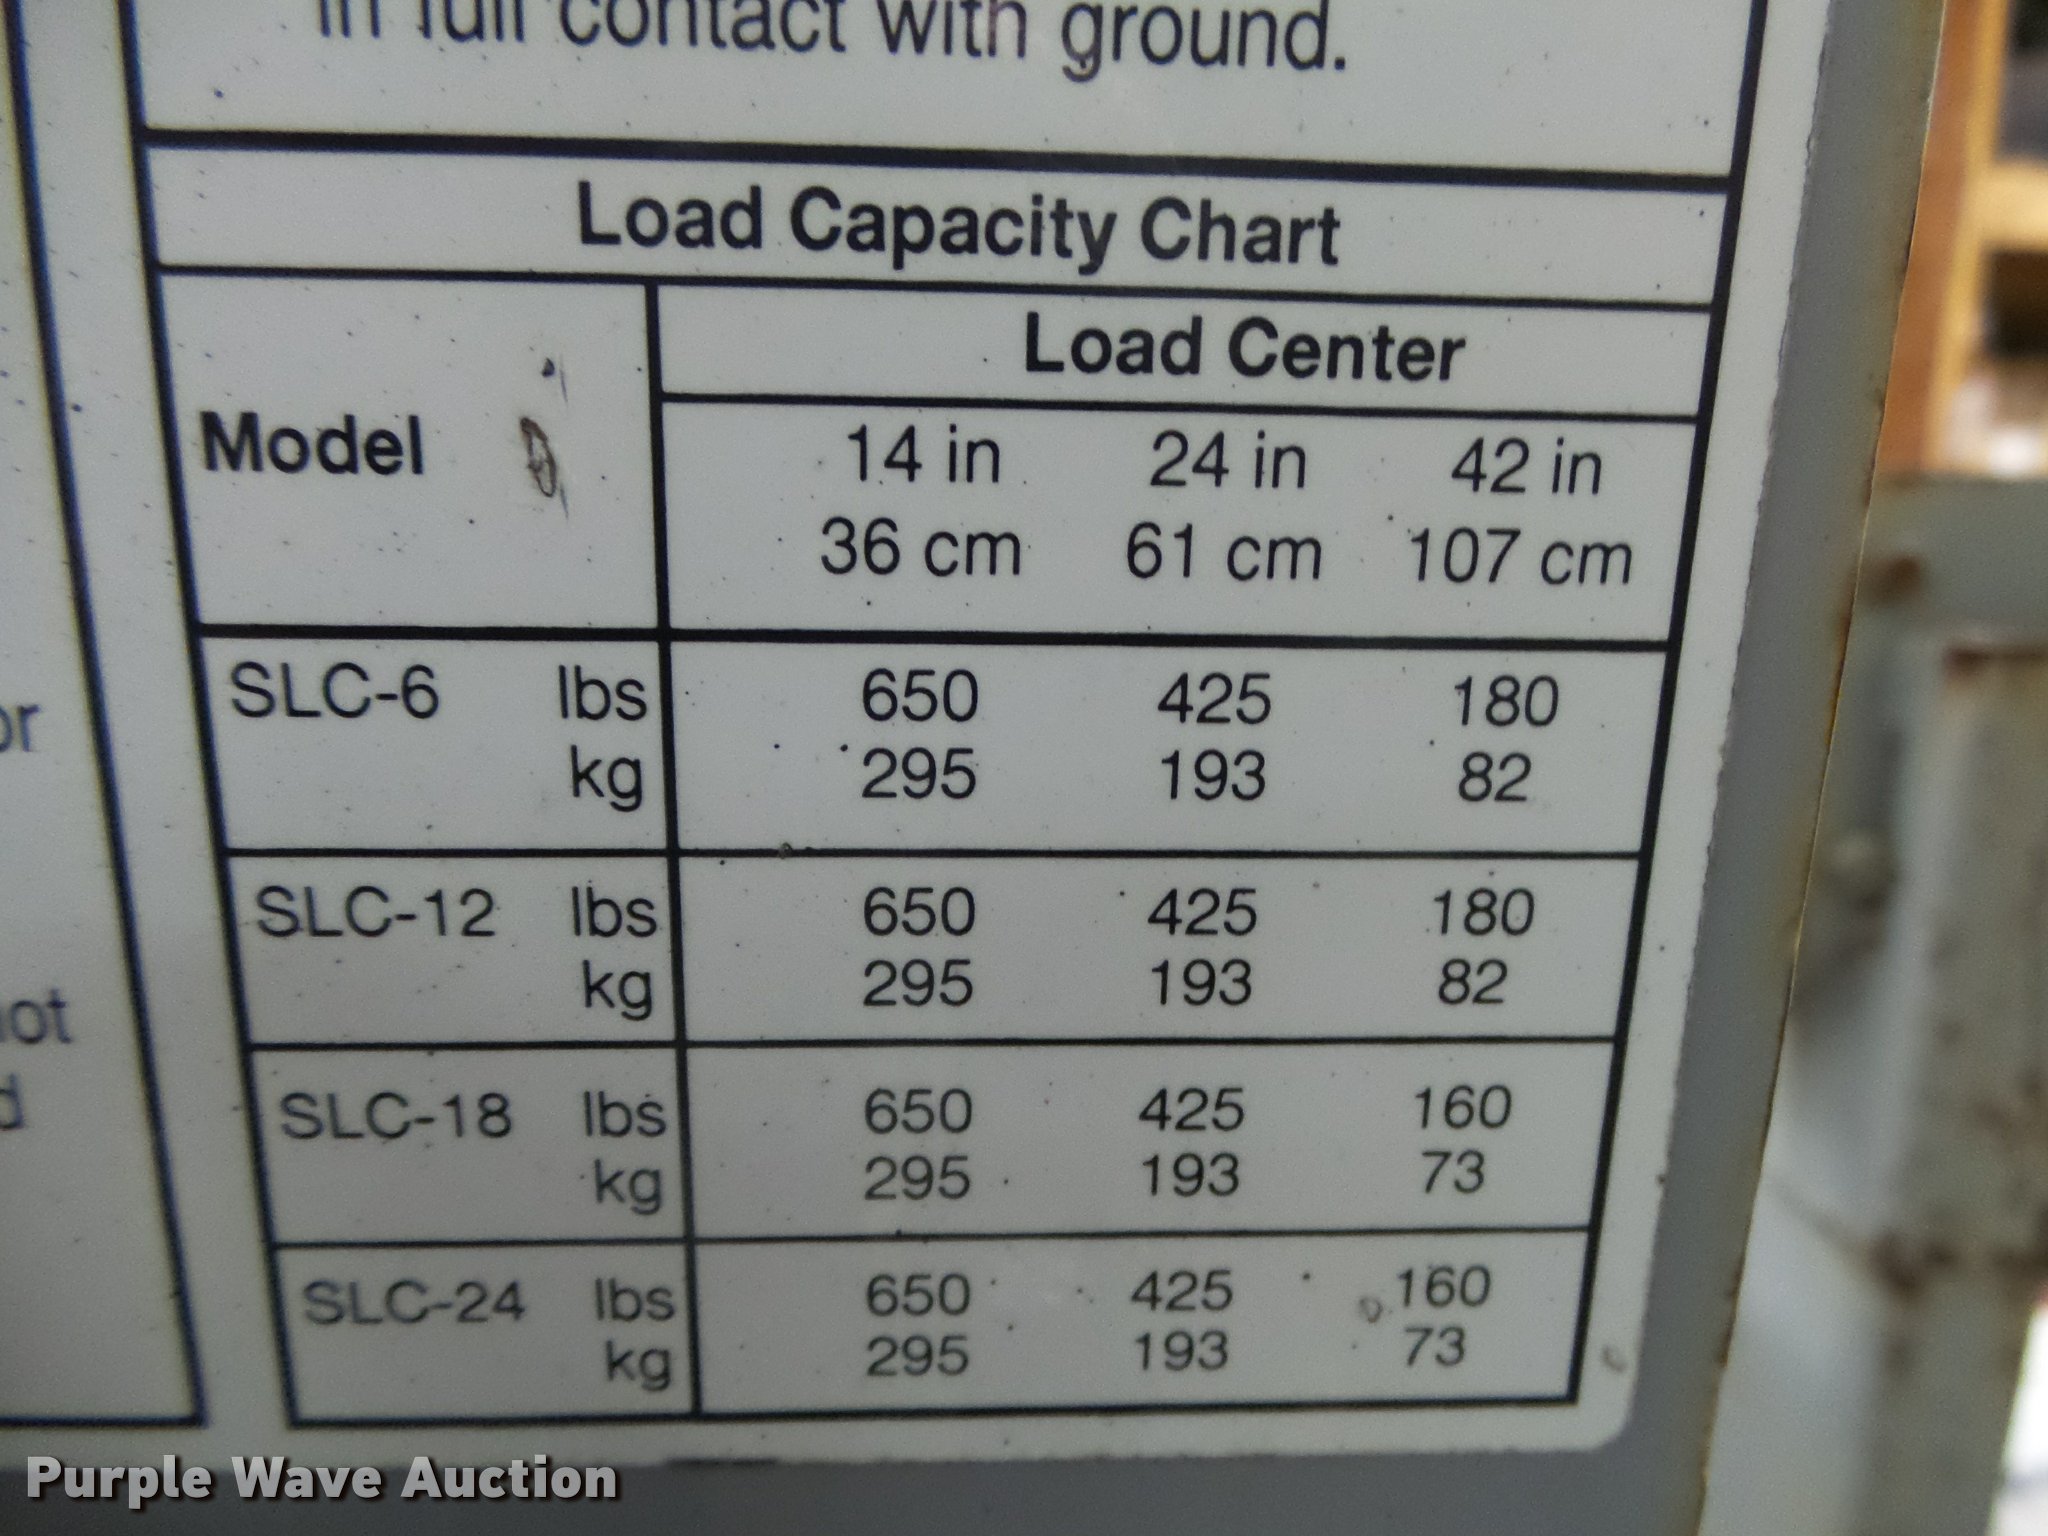 in full contact with ground.
Load Capacity Chart
Model
Load Center
14 in 24 in 42 in
36 cm 61 cm 107 cm
SLC-6 lbs 650 425 180
kg 295 193 82
SLC-12 lbs 650 425 180
kg 295 193 82
SLC-18 lbs 650 425 160
kg 295 193 73
SLC-24 lbs 650 425 160
kg 295 193 73
Purple Wave Auction